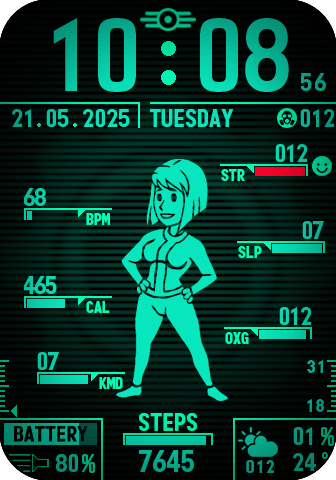 10:08 56
21.05.2025 TUESDAY 012
012
STR
68
BPM
07
SLP
465
CAL
012
OXG
07
KMD
31
18
BATTERY
80%
STEPS
7645
01 %
012
24 °